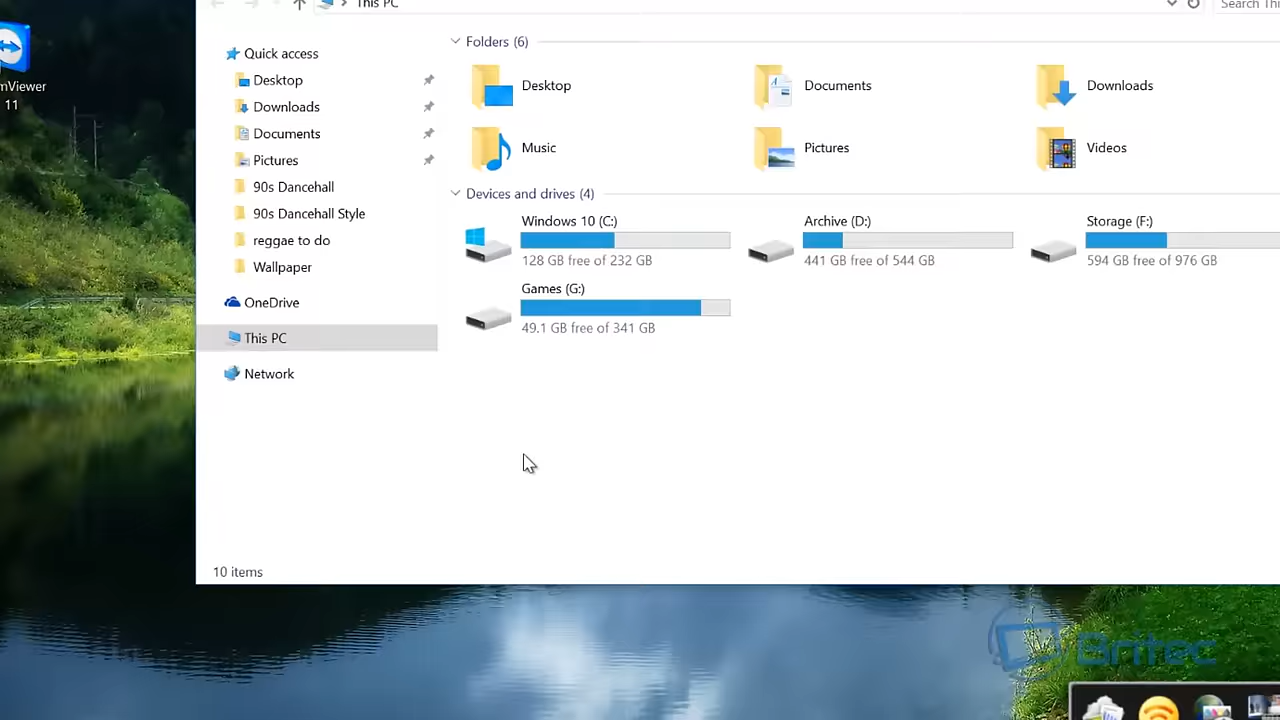 This PC
Search Thi
mViewer
11
Quick access
Desktop
Downloads
Documents
Pictures
90s Dancehall
90s Dancehall Style
reggae to do
Wallpaper
OneDrive
This PC
Network
Folders (6)
Desktop
Documents
Downloads
Music
Pictures
Videos
Devices and drives (4)
Windows 10 (C:)
128 GB free of 232 GB
Archive (D:)
441 GB free of 544 GB
Storage (F:)
594 GB free of 976 GB
Games (G:)
49.1 GB free of 341 GB
10 items
Britec